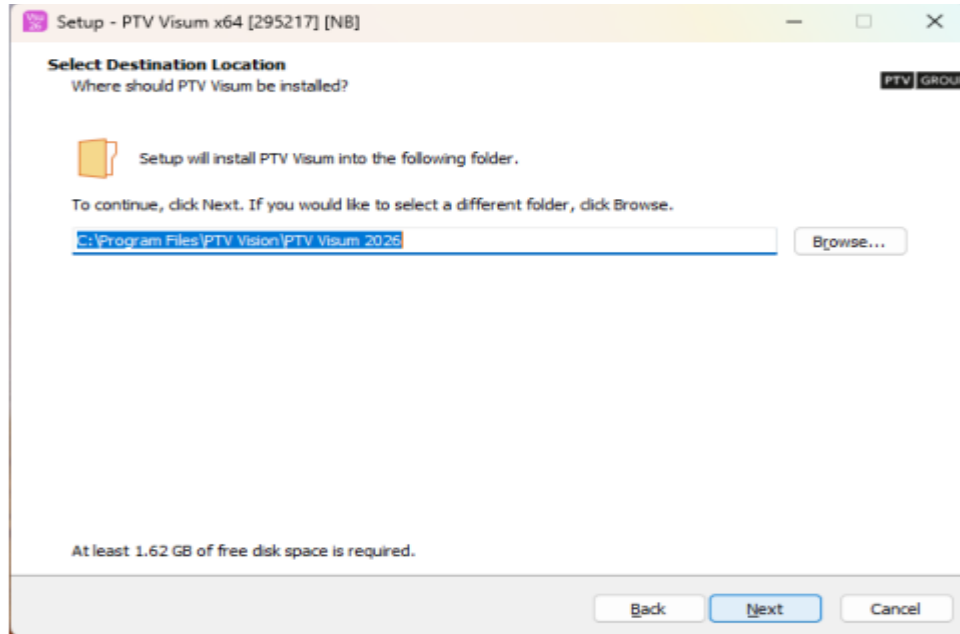 Setup - PTV Visum x64 [295217] [NB]
Select Destination Location
Where should PTV Visum be installed?
PTV GROU
Setup will install PTV Visum into the following folder.
To continue, click Next. If you would like to select a different folder, click Browse.
C:\Program Files\PTV Vision\PTV Visum 2026
Browse...
At least 1.62 GB of free disk space is required.
Back Next Cancel